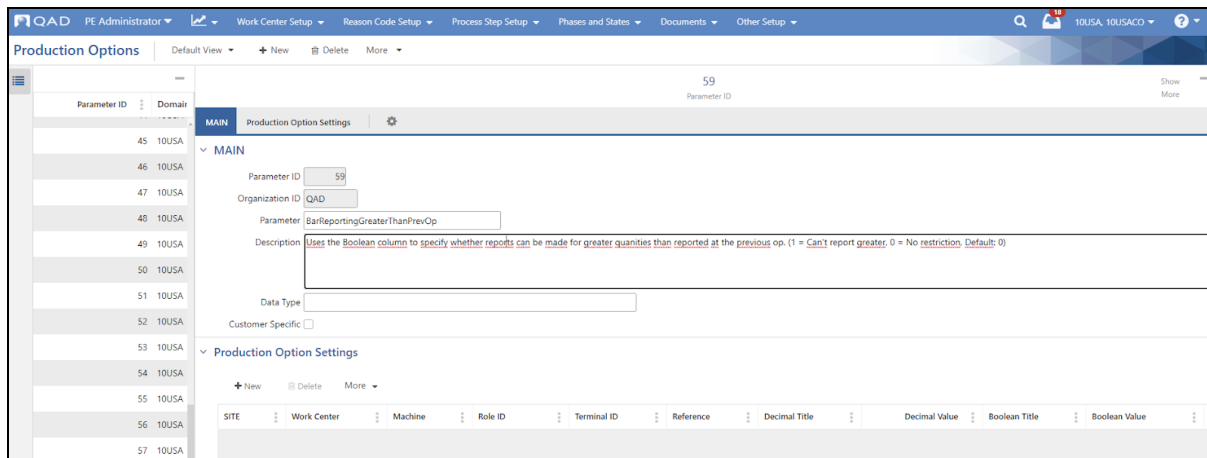 QAD PE Administrator Work Center Setup Reason Code Setup Process Step Setup Phases and States Documents Other Setup 18 10USA, 10USACO ?
Production Options Default View + New Delete More
59
Parameter ID
Show
More
Parameter ID Domain
MAIN Production Option Settings
45 10USA
46 10USA
47 10USA
48 10USA
49 10USA
50 10USA
51 10USA
52 10USA
53 10USA
54 10USA
55 10USA
56 10USA
57 10USA
MAIN
Parameter ID 59
Organization ID QAD
Parameter BarReportingGreaterThanPrevOp
Description Uses the Boolean column to specify whether reports can be made for greater quanities than reported at the previous op. (1 = Can't report greater, 0 = No restriction, Default: 0)
Data Type
Customer Specific
Production Option Settings
+ New Delete More
SITE Work Center Machine Role ID Terminal ID Reference Decimal Title Decimal Value Boolean Title Boolean Value